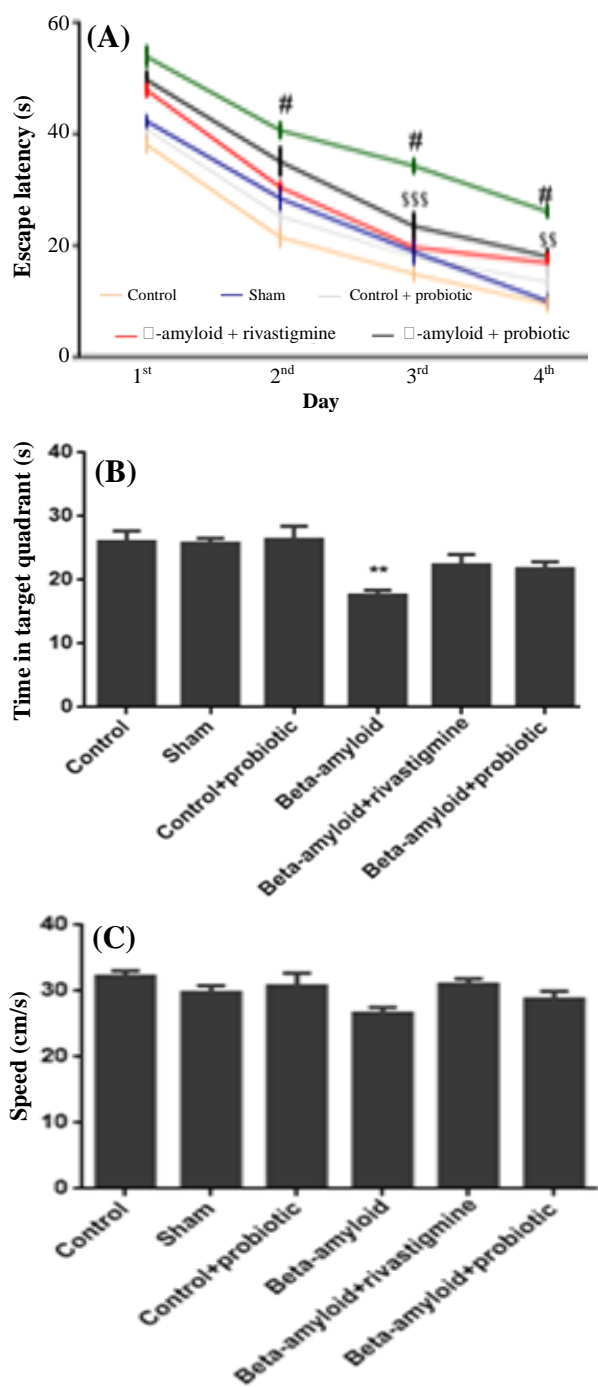 (A)
Escape latency (s)
60
40
20
0
#
#
#
$$$
$$
Control Sham Control + probiotic
□-amyloid + rivastigmine □-amyloid + probiotic
1st 2nd 3rd 4th
Day
(B)
Time in target quadrant (s)
40
30
20
10
0
**
Control
Sham
Control+probiotic
Beta-amyloid
Beta-amyloid+rivastigmine
Beta-amyloid+probiotic
(C)
Speed (cm/s)
40
30
20
10
0
Control
Sham
Control+probiotic
Beta-amyloid
Beta-amyloid+rivastigmine
Beta-amyloid+probiotic